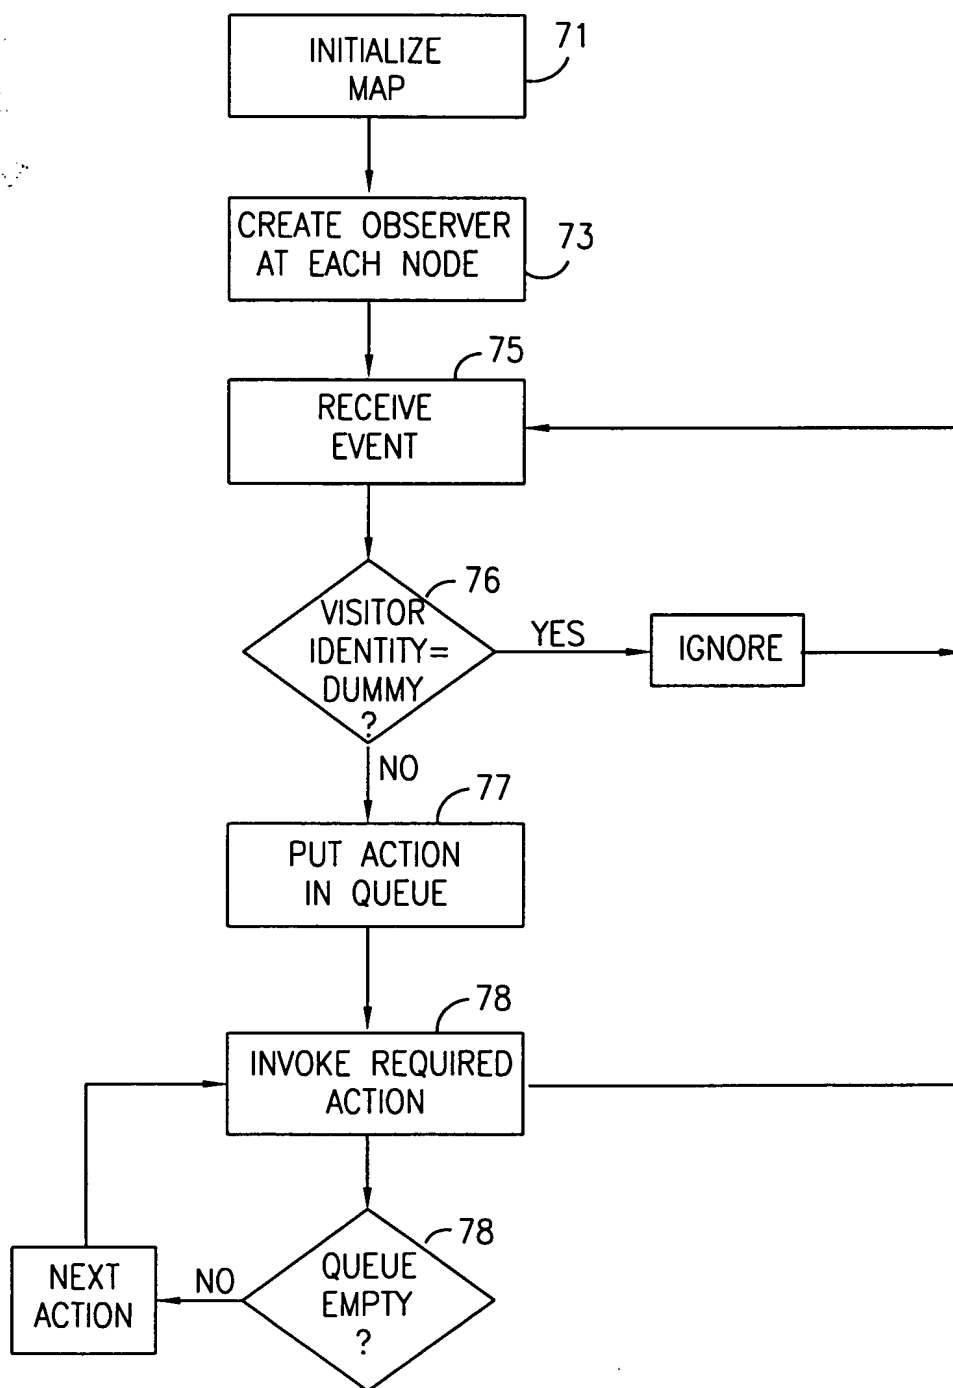 INITIALIZE
MAP
71
CREATE OBSERVER
AT EACH NODE
73
75
RECEIVE
EVENT
76
VISITOR
IDENTITY=
DUMMY
?
YES
IGNORE
NO
77
PUT ACTION
IN QUEUE
78
INVOKE REQUIRED
ACTION
78
QUEUE
EMPTY
?
NO
NEXT
ACTION